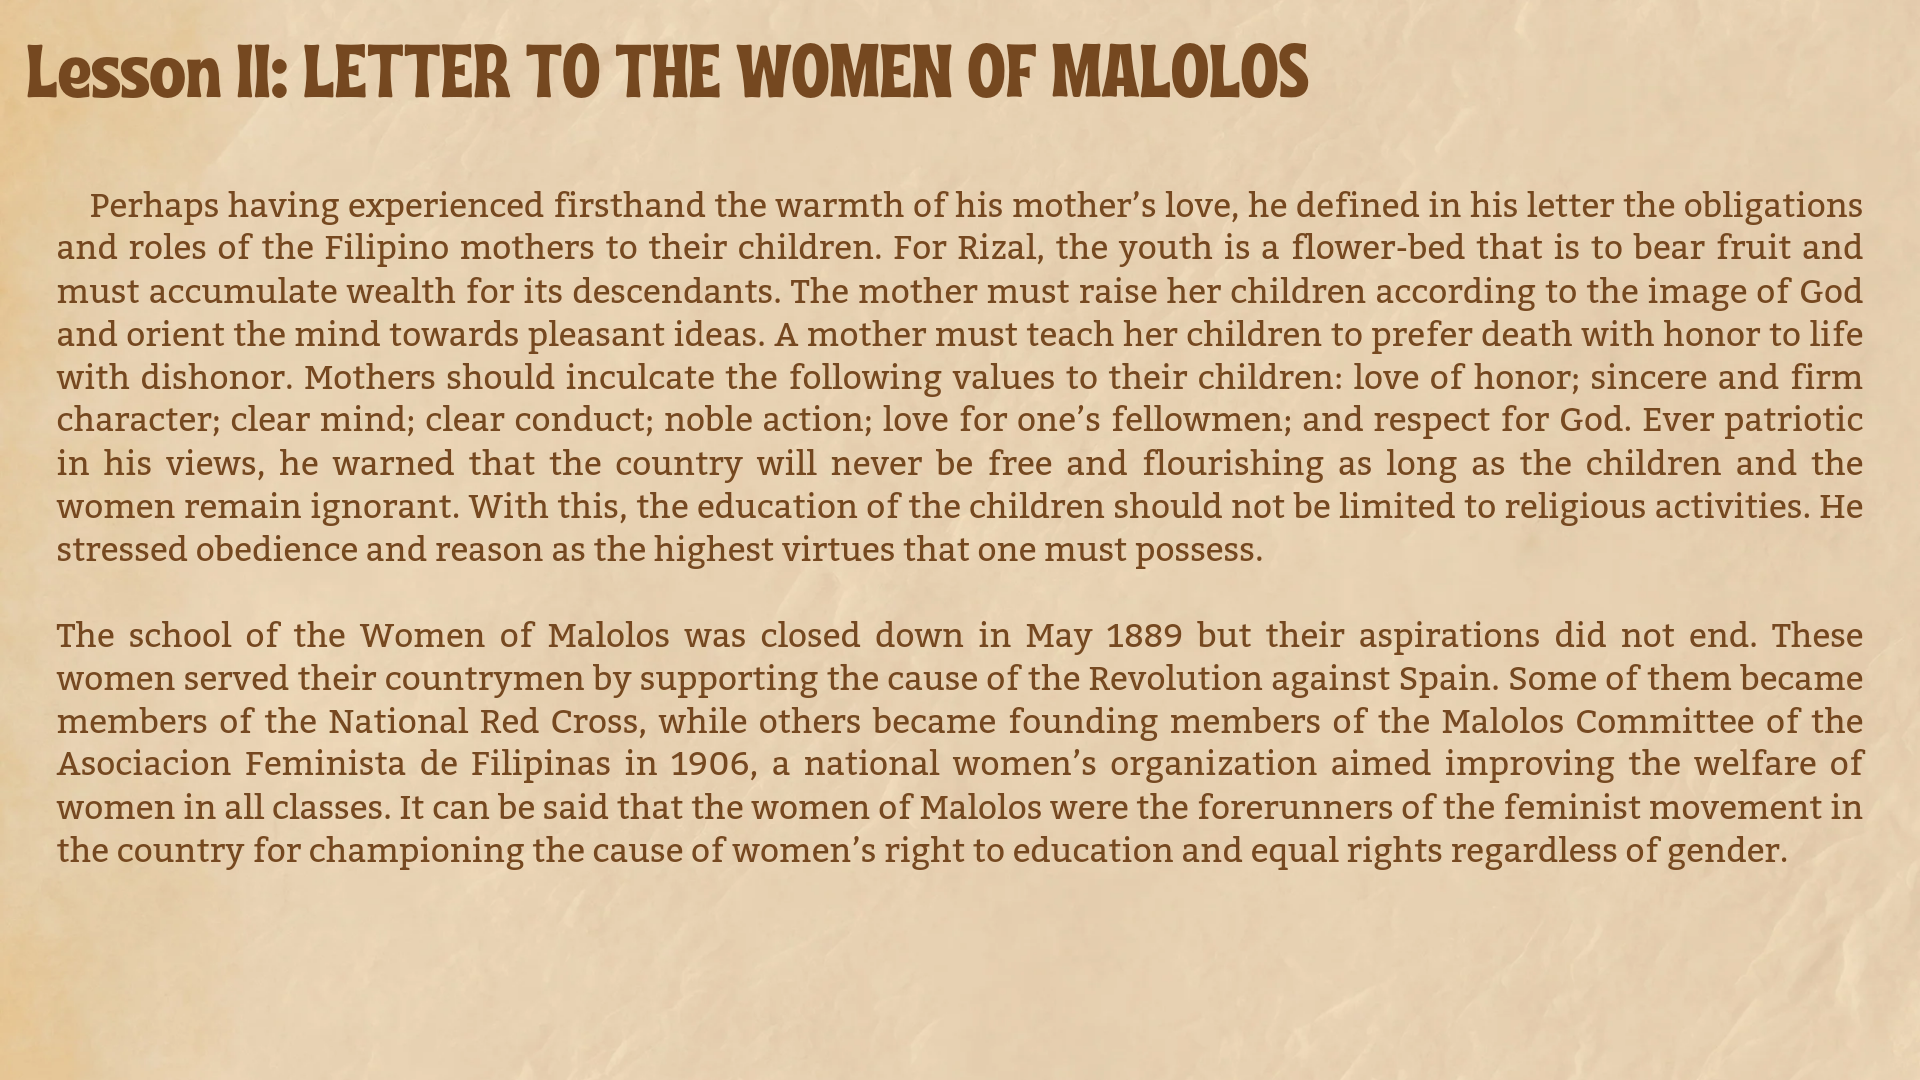 Lesson II: LETTER TO THE WOMEN OF MALOLOS
Perhaps having experienced firsthand the warmth of his mother’s love, he defined in his letter the obligations
and roles of the Filipino mothers to their children. For Rizal, the youth is a flower-bed that is to bear fruit and
must accumulate wealth for its descendants. The mother must raise her children according to the image of God
and orient the mind towards pleasant ideas. A mother must teach her children to prefer death with honor to life
with dishonor. Mothers should inculcate the following values to their children: love of honor; sincere and firm
character; clear mind; clear conduct; noble action; love for one’s fellowmen; and respect for God. Ever patriotic
in his views, he warned that the country will never be free and flourishing as long as the children and the
women remain ignorant. With this, the education of the children should not be limited to religious activities. He
stressed obedience and reason as the highest virtues that one must possess.
The school of the Women of Malolos was closed down in May 1889 but their aspirations did not end. These
women served their countrymen by supporting the cause of the Revolution against Spain. Some of them became
members of the National Red Cross, while others became founding members of the Malolos Committee of the
Asociacion Feminista de Filipinas in 1906, a national women’s organization aimed improving the welfare of
women in all classes. It can be said that the women of Malolos were the forerunners of the feminist movement in
the country for championing the cause of women’s right to education and equal rights regardless of gender.